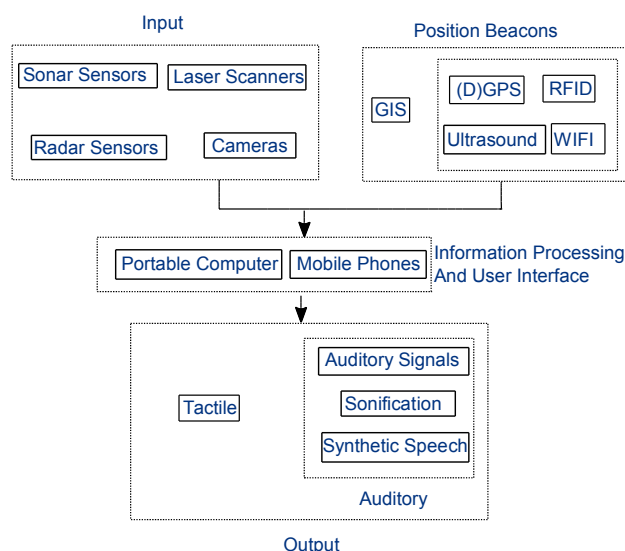 Input
Position Beacons
Sonar Sensors
Laser Scanners
Radar Sensors
Cameras
GIS
(D)GPS
RFID
Ultrasound
WIFI
Portable Computer
Mobile Phones
Information Processing
And User Interface
Tactile
Auditory Signals
Sonification
Synthetic Speech
Auditory
Output